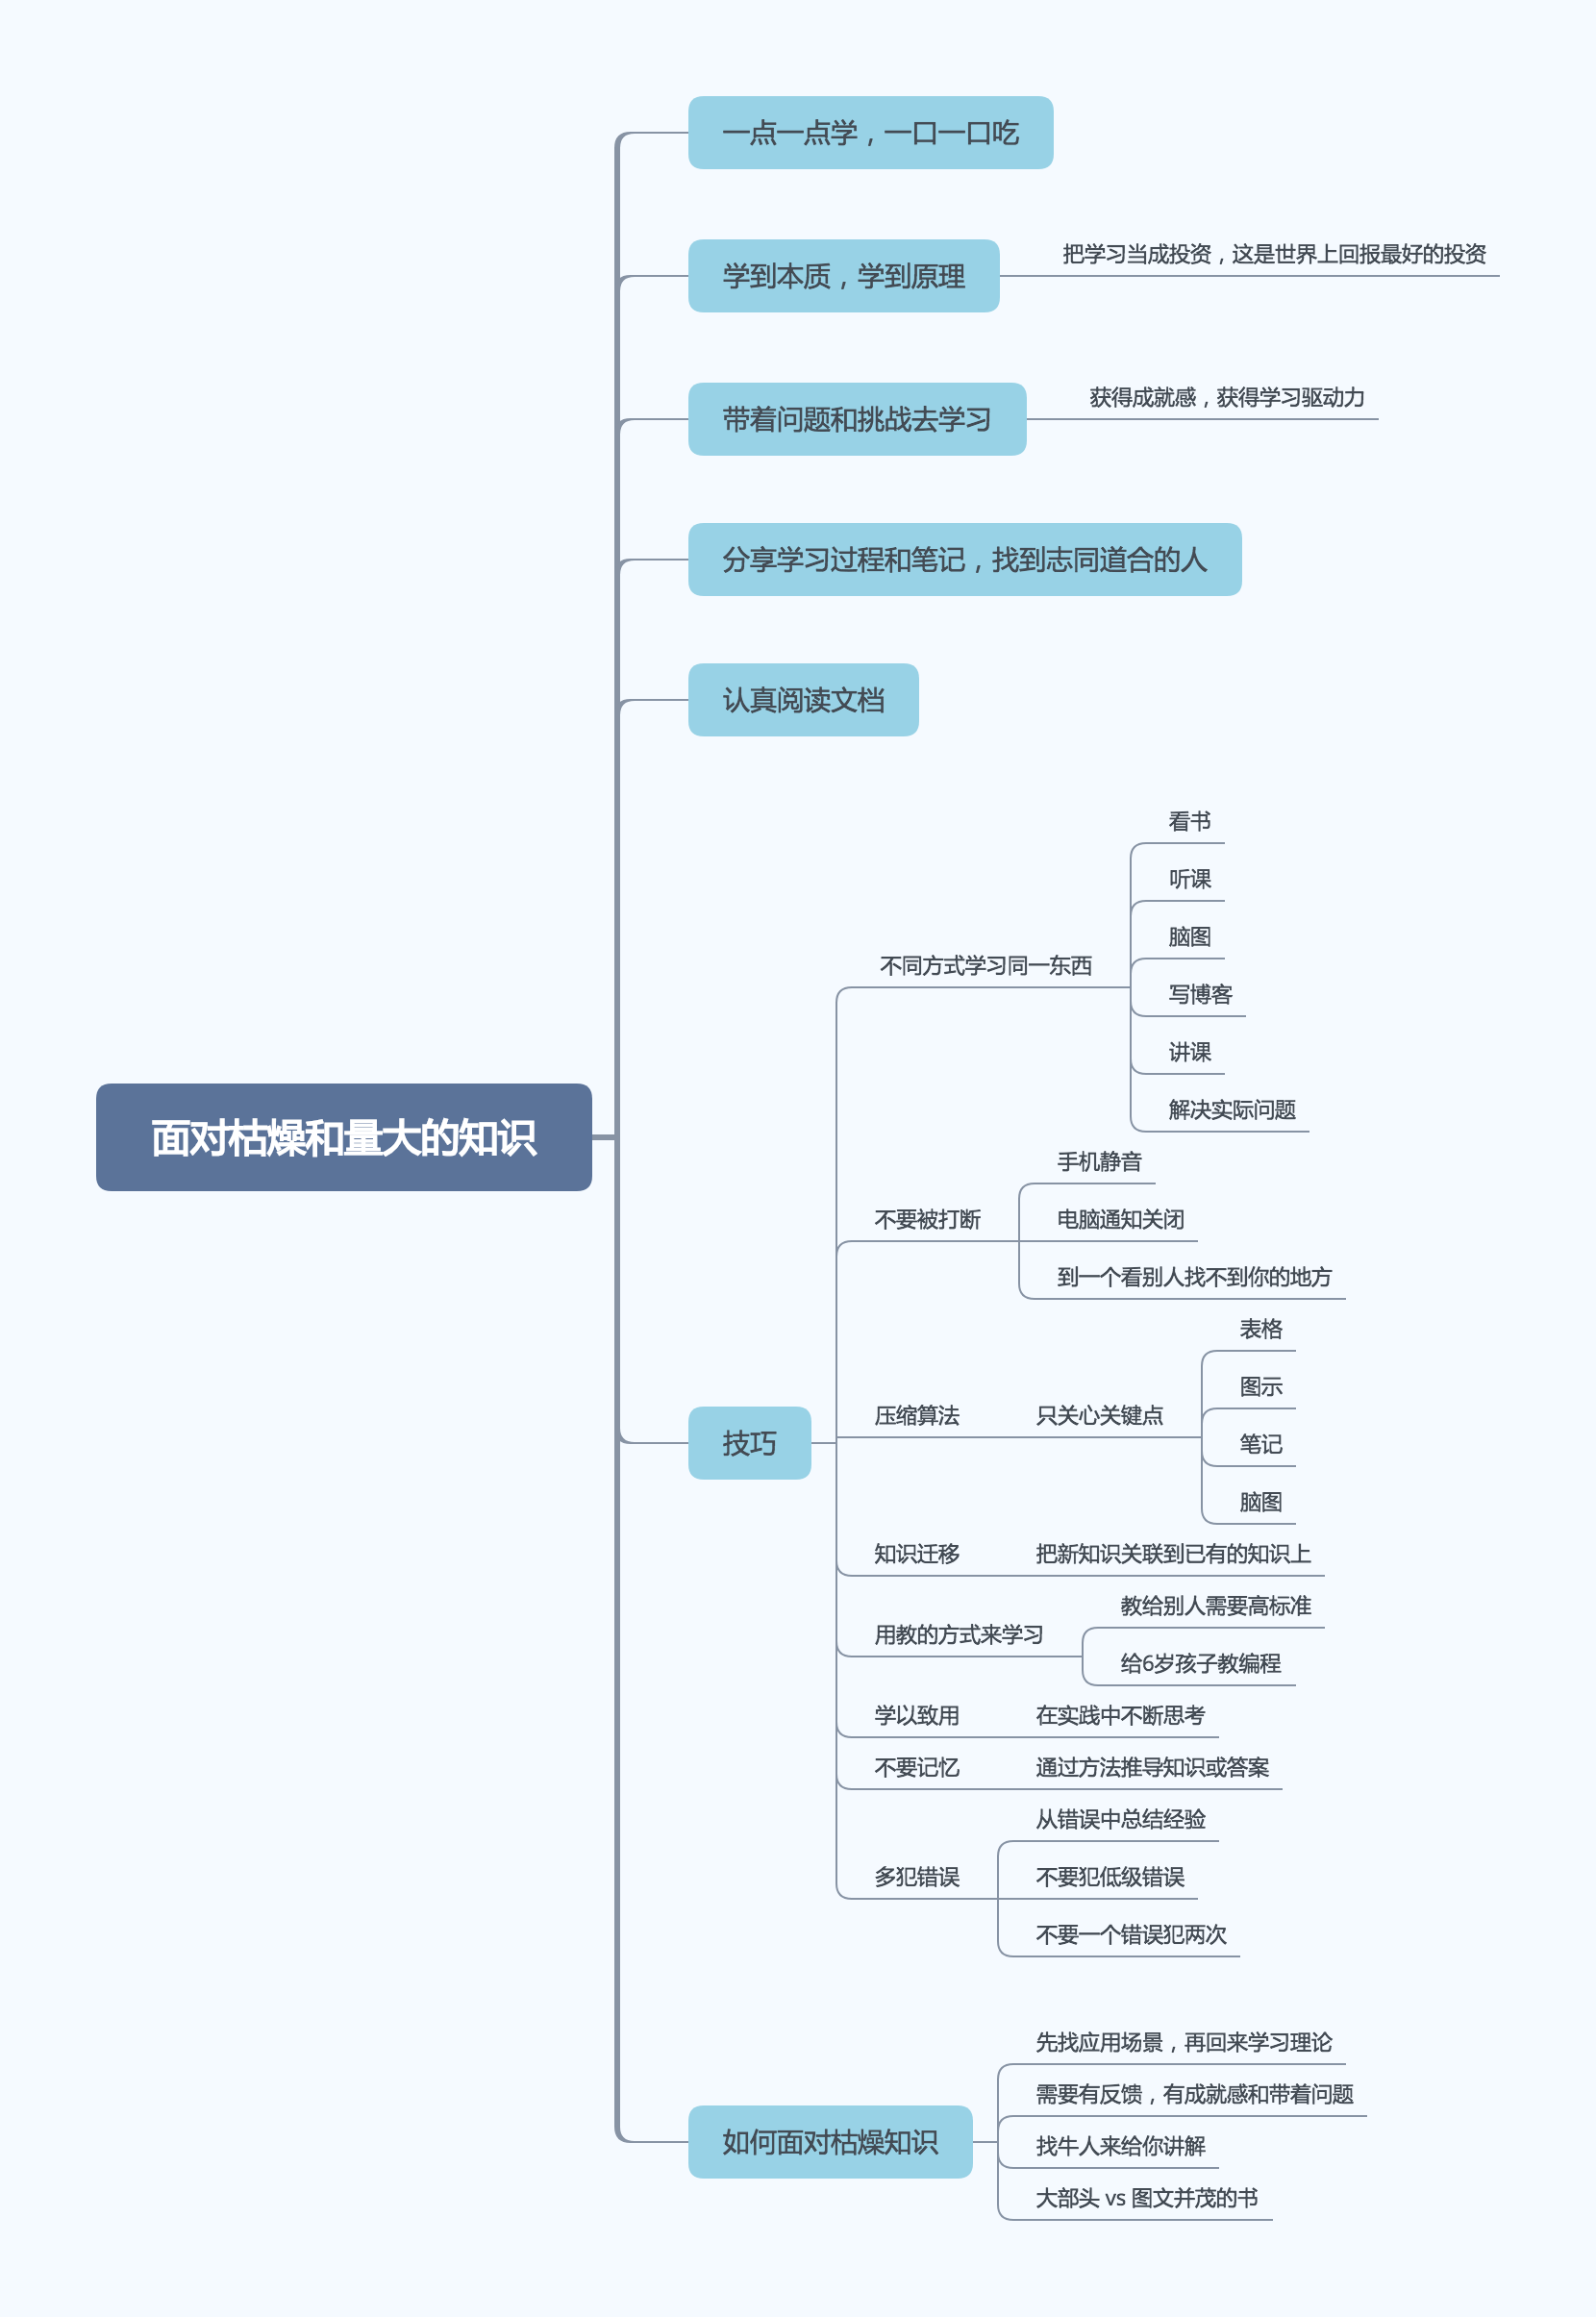 面对枯燥和量大的知识
一点一点学，一口一口吃
学到本质，学到原理
把学习当成投资，这是世界上回报最好的投资
带着问题和挑战去学习
获得成就感，获得学习驱动力
分享学习过程和笔记，找到志同道合的人
认真阅读文档
技巧
不同方式学习同一东西
看书
听课
脑图
写博客
讲课
解决实际问题
不要被打断
手机静音
电脑通知关闭
到一个看别人找不到你的地方
压缩算法
只关心关键点
表格
图示
笔记
脑图
知识迁移
把新知识关联到已有的知识上
用教的方式来学习
教给别人需要高标准
给6岁孩子教编程
学以致用
在实践中不断思考
不要记忆
通过方法推导知识或答案
多犯错误
从错误中总结经验
不要犯低级错误
不要一个错误犯两次
如何面对枯燥知识
先找应用场景，再回来学习理论
需要有反馈，有成就感和带着问题
找牛人来给你讲解
大部头 vs 图文并茂的书